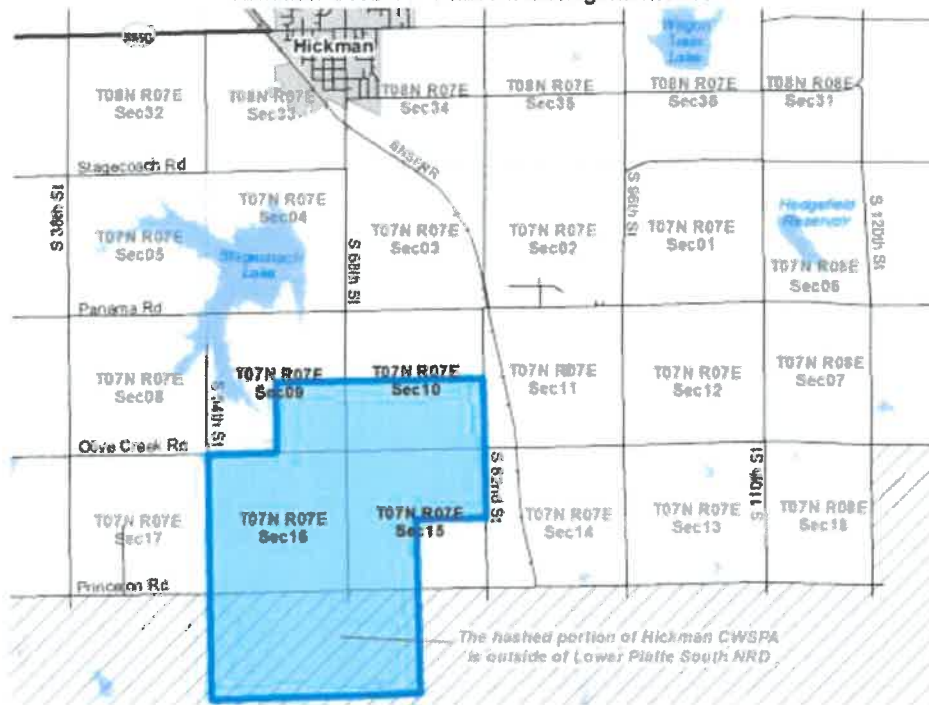 Hickman
Wagon
Train
Lake
T08N R07E
Sec32
T08N R07E
Sec33
T08N R07E
Sec34
T08N R07E
Sec35
T08N R07E
Sec36
T08N R08E
Sec31
Stagecoach Rd
BNSFRR
S 38th St
T07N R07E
Sec05
T07N R07E
Sec04
Stagecoach
Lake
S 68th St
T07N R07E
Sec03
T07N R07E
Sec02
S 96th St
T07N R07E
Sec01
Hedgefield
Reservoir
T07N R08E
Sec06
S 120th St
Panama Rd
T07N R07E
Sec08
S 54th St
T07N R07E
Sec09
T07N R07E
Sec10
T07N R07E
Sec11
T07N R07E
Sec12
T07N R08E
Sec07
Olive Creek Rd
T07N R07E
Sec17
T07N R07E
Sec16
T07N R07E
Sec15
S 82nd St
T07N R07E
Sec14
T07N R07E
Sec13
S 110th St
T07N R08E
Sec18
Princeton Rd
The hashed portion of Hickman CWSPA
is outside of Lower Platte South NRD